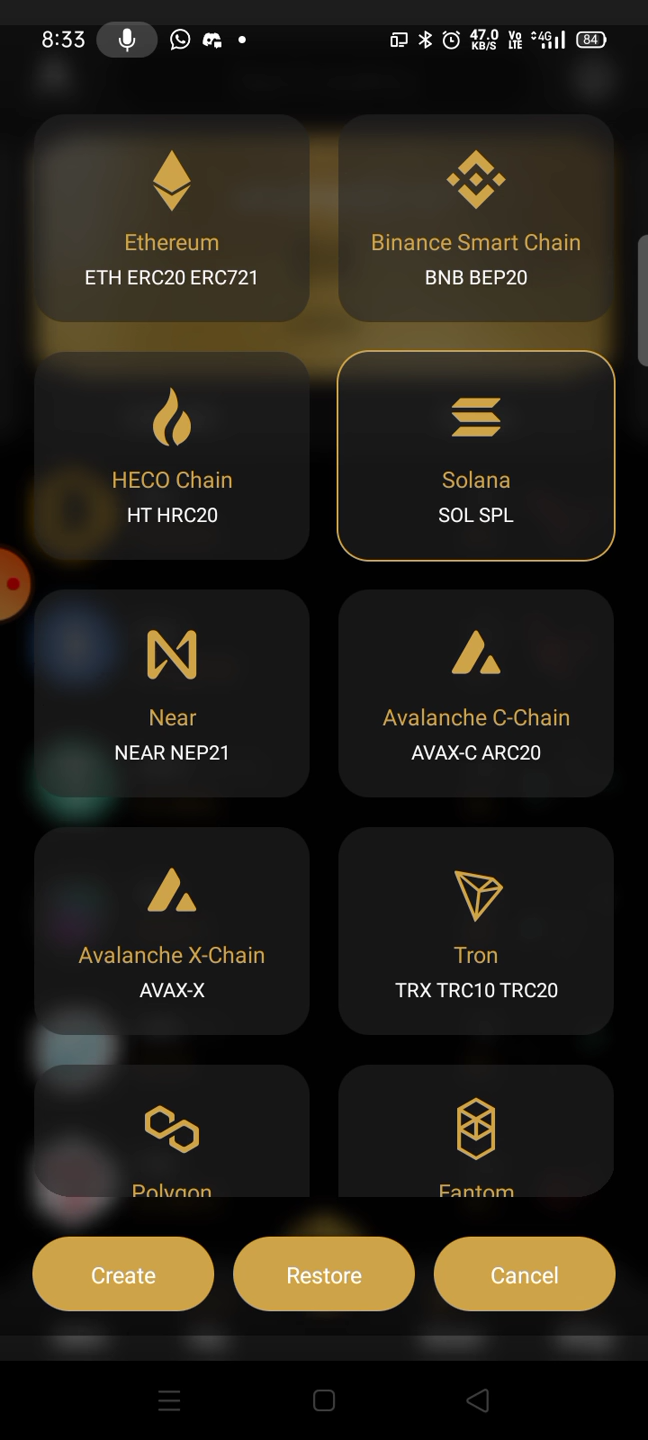 8:33 47.0 KB/S Vo LTE 4G 84
Ethereum
ETH ERC20 ERC721
Binance Smart Chain
BNB BEP20
HECO Chain
HT HRC20
Solana
SOL SPL
Near
NEAR NEP21
Avalanche C-Chain
AVAX-C ARC20
Avalanche X-Chain
AVAX-X
Tron
TRX TRC10 TRC20
Polygon
Fantom
Create
Restore
Cancel